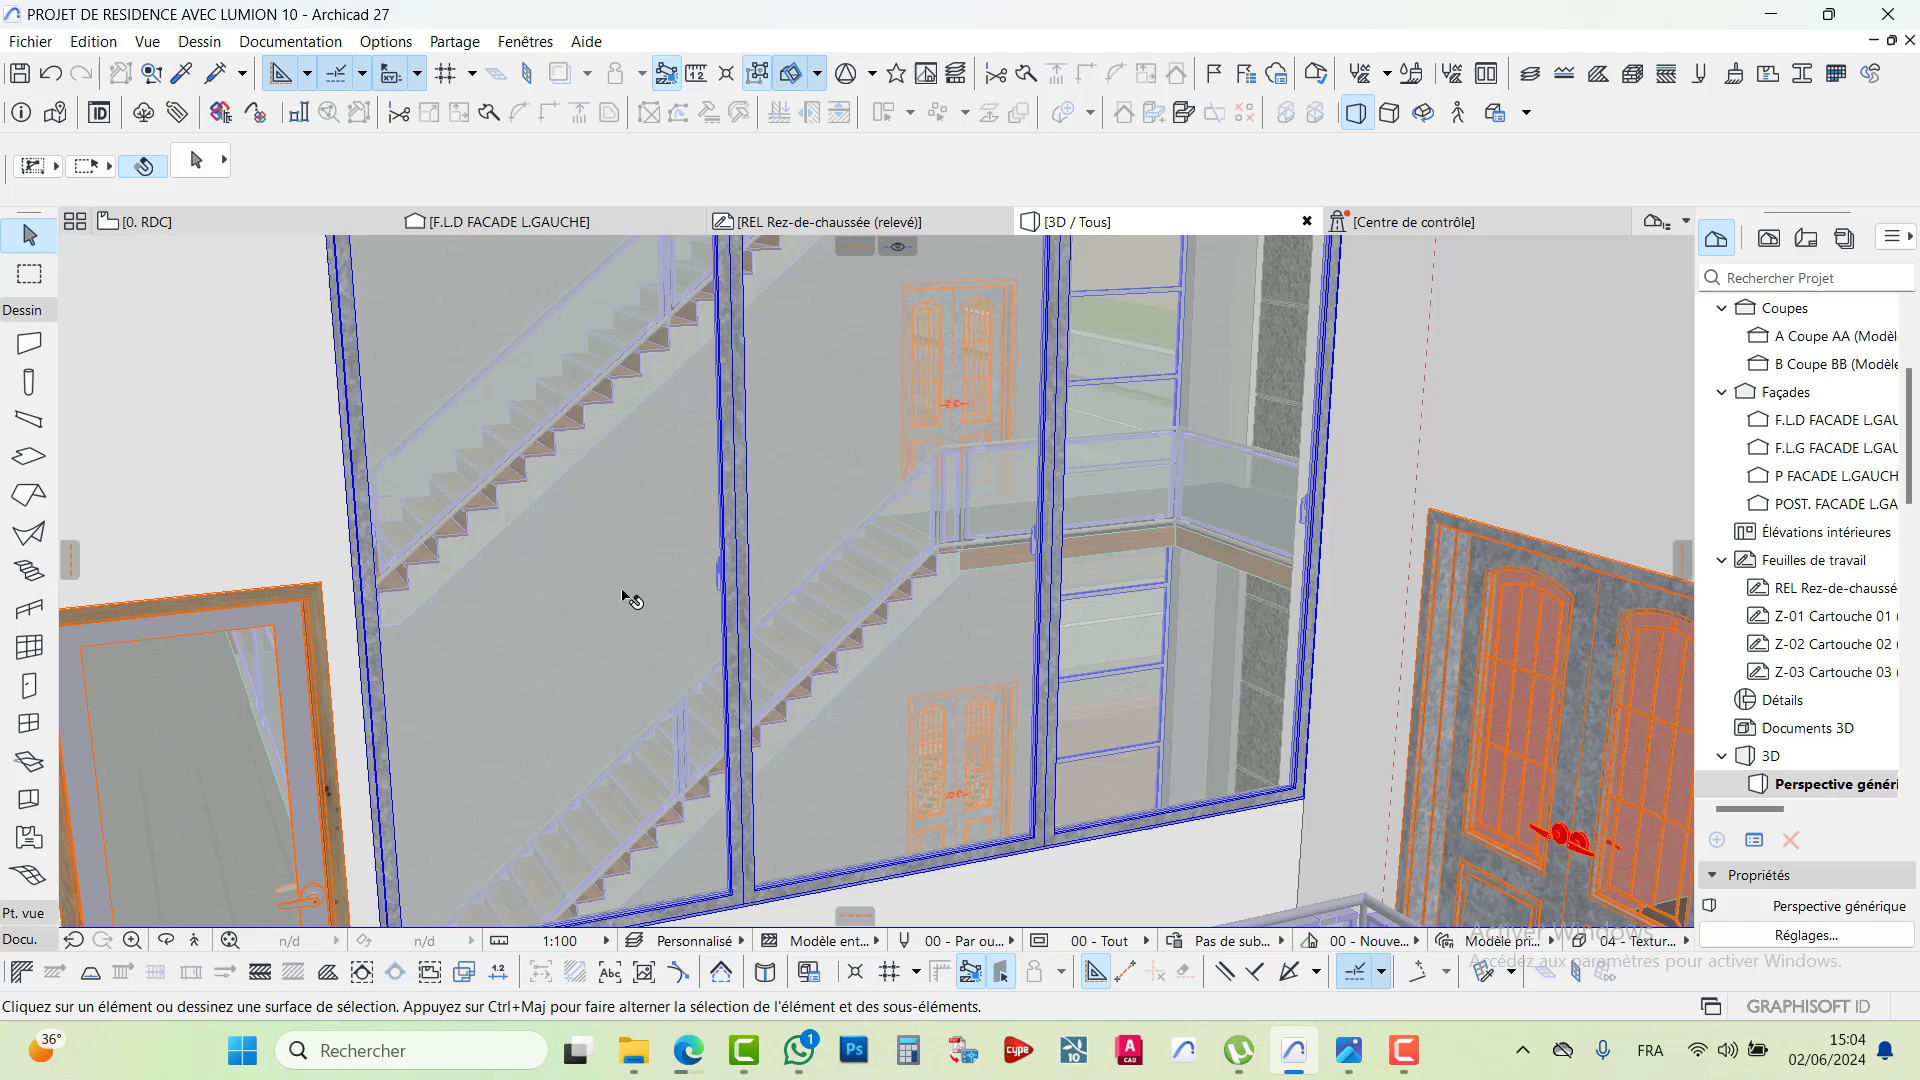 PROJET DE RESIDENCE AVEC LUMION 10 - Archicad 27
Fichier Edition Vue Dessin Documentation Options Partage Fenêtres Aide
[0. RDC] [F.L.D FACADE L.GAUCHE] [REL Rez-de-chaussée (relevé)] [3D / Tous] [Centre de contrôle]
Rechercher Projet
Dessin
Coupes
A Coupe AA (Modèl
B Coupe BB (Modèle
Façades
F.L.D FACADE L.GAU
F.L.G FACADE L.GAU
P FACADE L.GAUCH
POST. FACADE L.GA
Élévations intérieures
Feuilles de travail
REL Rez-de-chaussé
Z-01 Cartouche 01 (
Z-02 Cartouche 02 (
Z-03 Cartouche 03 (
Détails
Documents 3D
3D
Perspective généri
Propriétés
Perspective générique
Réglages...
Pt. vue
Docu.
n/d n/d 1:100 Personnalisé Modèle ent... 00 - Par ou... 00 - Tout Pas de sub... 00 - Nouve... Modèle pri... 04 - Textur...
Activer Windows
Accédez aux paramètres pour activer Windows.
Cliquez sur un élément ou dessinez une surface de sélection. Appuyez sur Ctrl+Maj pour faire alterner la sélection de l'élément et des sous-éléments.
GRAPHISOFT ID
36°
Rechercher
1
FRA
15:04
02/06/2024